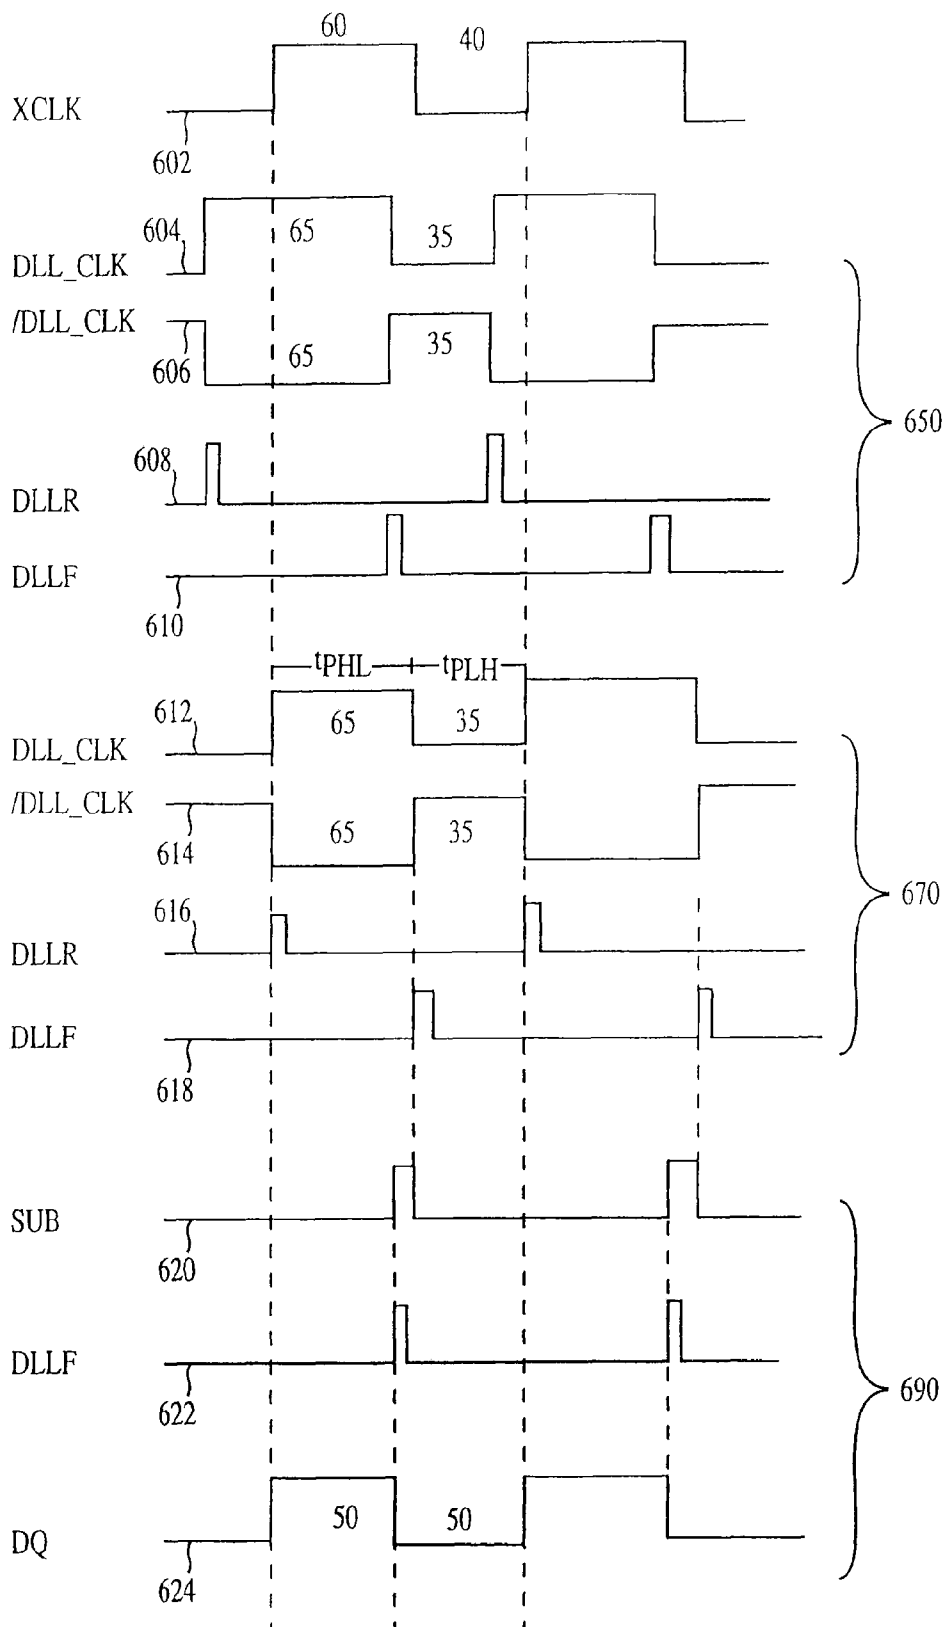 60 40
XCLK
602
604 65 35
DLL_CLK
/DLL_CLK
606 65 35
650
608
DLLR
DLLF
610
tPHL tPLH
612 65 35
DLL_CLK
/DLL_CLK
614 65 35
670
616
DLLR
DLLF
618
SUB
620
DLLF
622
690
50 50
DQ
624